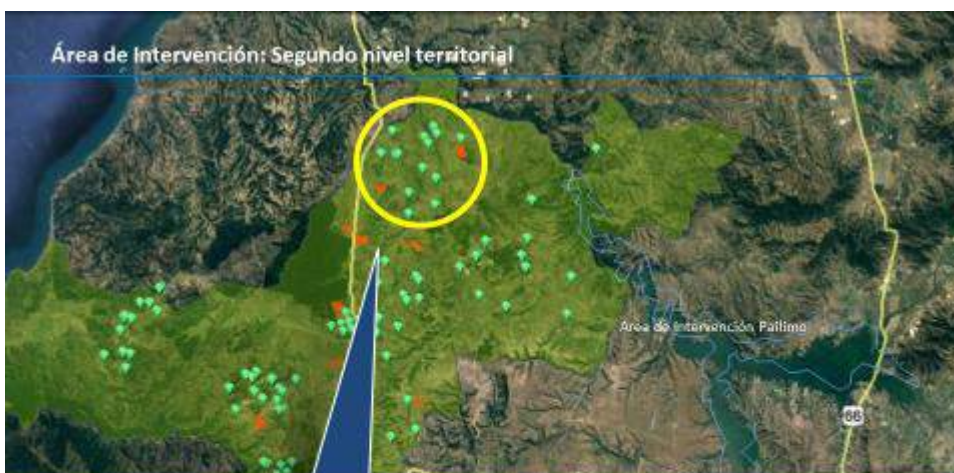 Área de Intervención: Segundo nivel territorial
Área de Intervención Pailimo
66